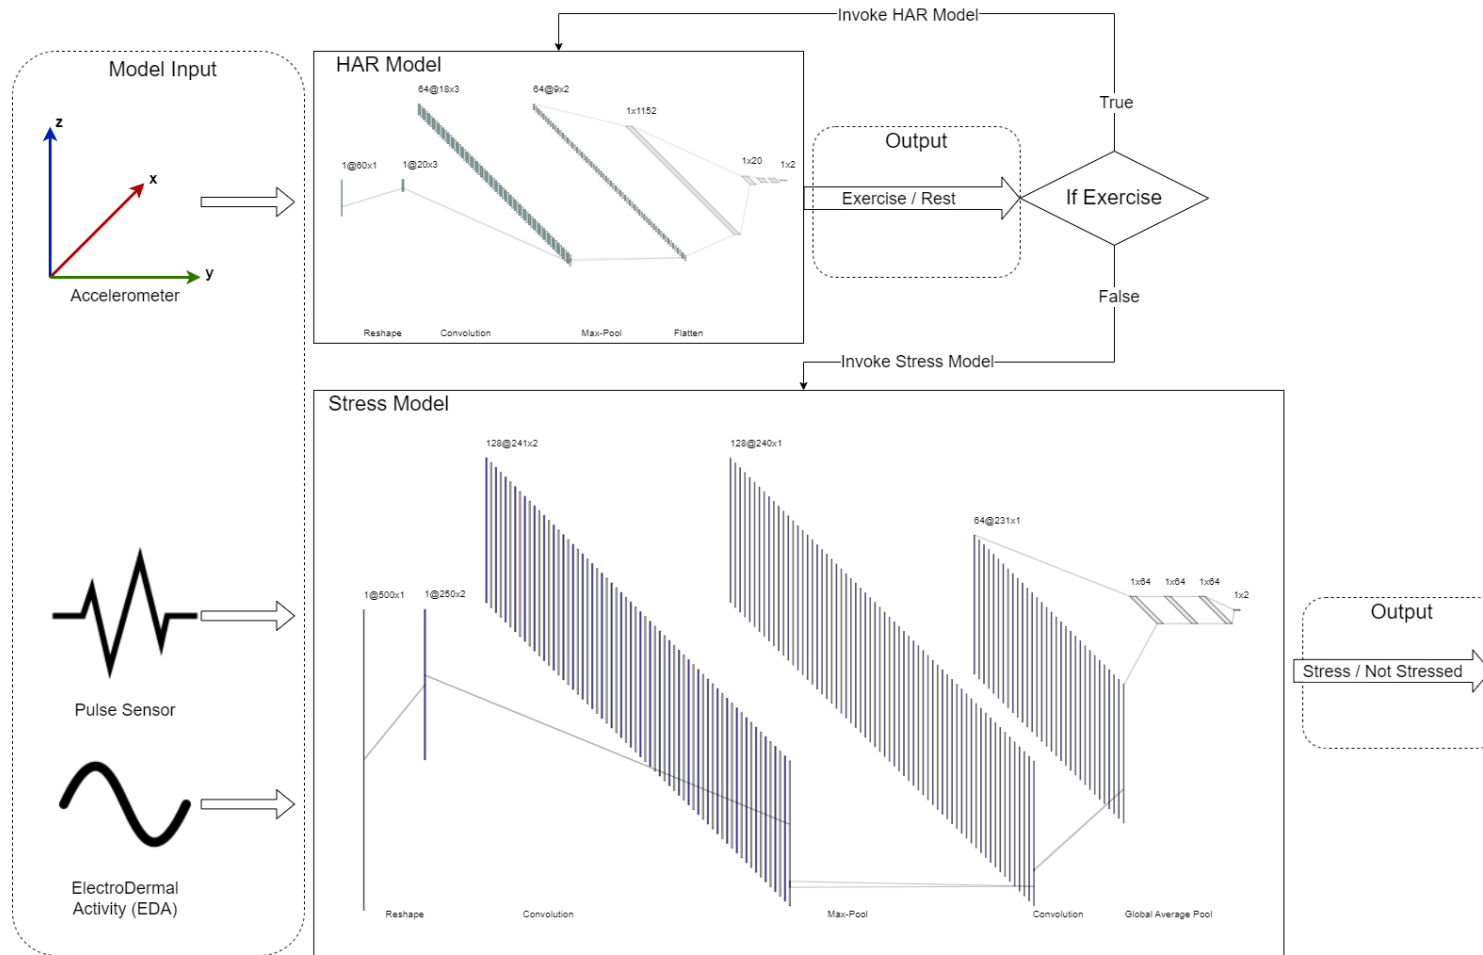 Invoke HAR Model
Model Input
HAR Model
64@18x3
64@9x2
1x1152
1@60x1
1@20x3
1x20
1x2
Reshape
Convolution
Max-Pool
Flatten
z
x
y
Accelerometer
Output
Exercise / Rest
True
If Exercise
False
Invoke Stress Model
Stress Model
128@241x2
128@240x1
64@231x1
1@500x1
1@250x2
1x64
1x64
1x64
1x2
Reshape
Convolution
Max-Pool
Convolution
Global Average Pool
Pulse Sensor
ElectroDermal
Activity (EDA)
Output
Stress / Not Stressed